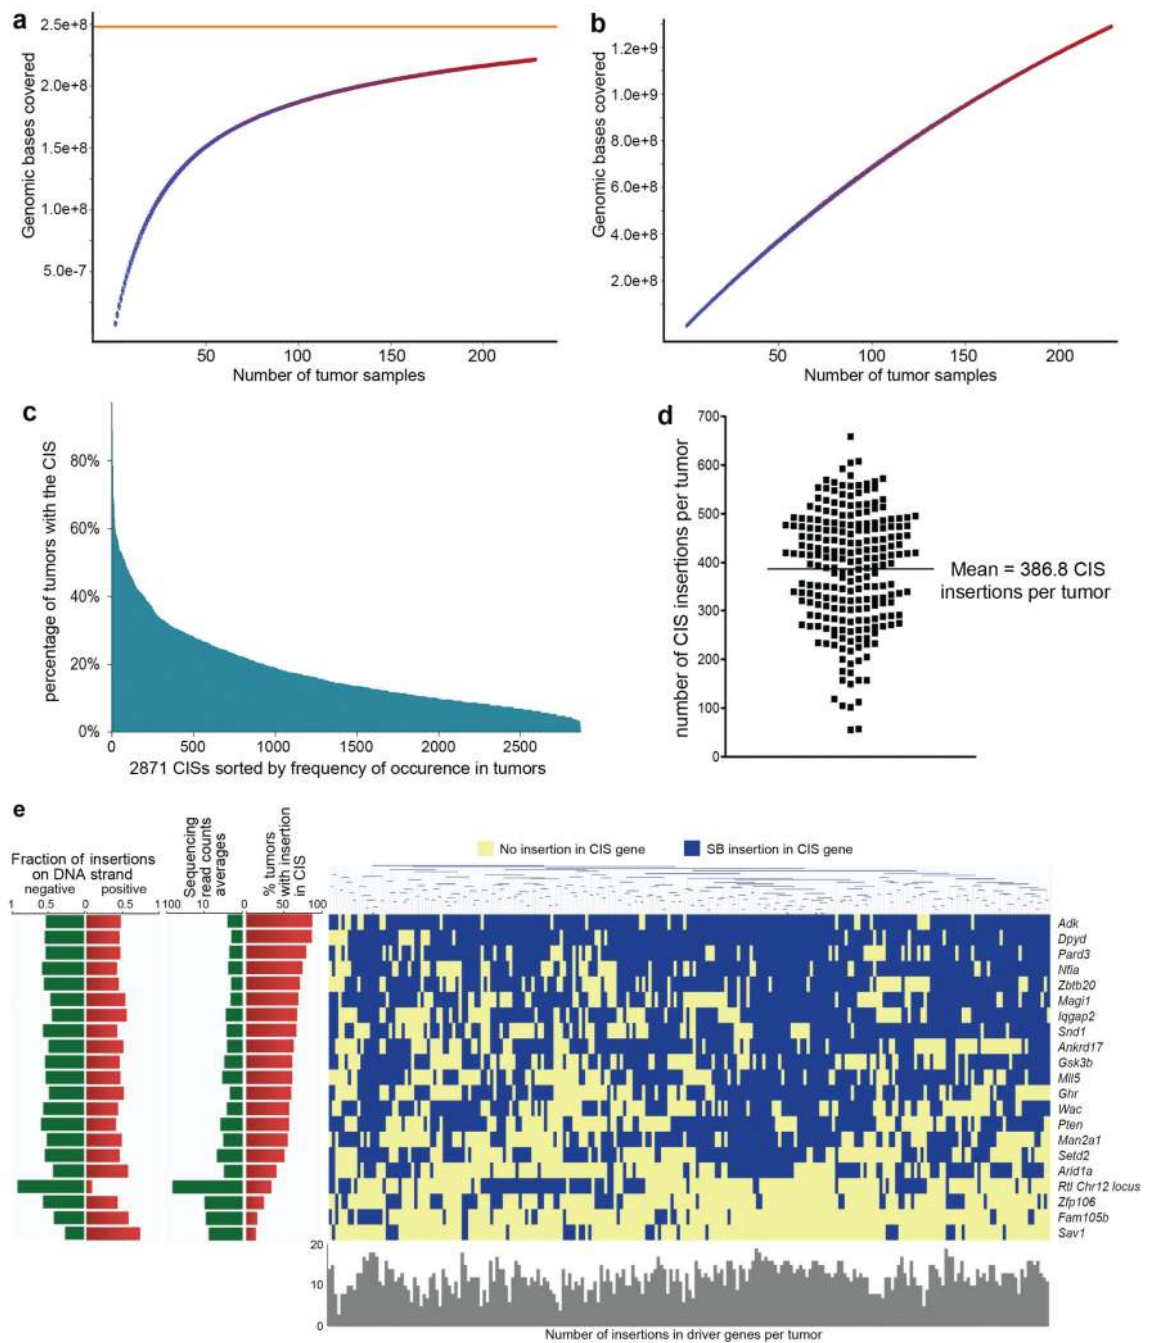 a
2.5e+8
2.0e+8
1.5e+8
1.0e+8
5.0e-7
Genomic bases covered
50
100
150
200
Number of tumor samples
b
1.2e+9
1.0e+9
8.0e+8
6.0e+8
4.0e+8
2.0e+8
Genomic bases covered
50
100
150
200
Number of tumor samples
c
80%
60%
40%
20%
0%
percentage of tumors with the CIS
0
500
1000
1500
2000
2500
2871 CISs sorted by frequency of occurence in tumors
d
700
600
500
400
300
200
100
0
number of CIS insertions per tumor
Mean = 386.8 CIS
insertions per tumor
e
Fraction of insertions
on DNA strand
negative positive
1 0.5 0 0.5 1
Sequencing
read counts
averages
100 10 0
% tumors
with insertion
in CIS
50 100
No insertion in CIS gene
SB insertion in CIS gene
Adk
Dpyd
Pard3
Nfia
Zbtb20
Magi1
Iqgap2
Snd1
Ankrd17
Gsk3b
Mll5
Ghr
Wac
Pten
Man2a1
Setd2
Arid1a
Rtl Chr12 locus
Zfp106
Fam105b
Sav1
20
10
0
Number of insertions in driver genes per tumor